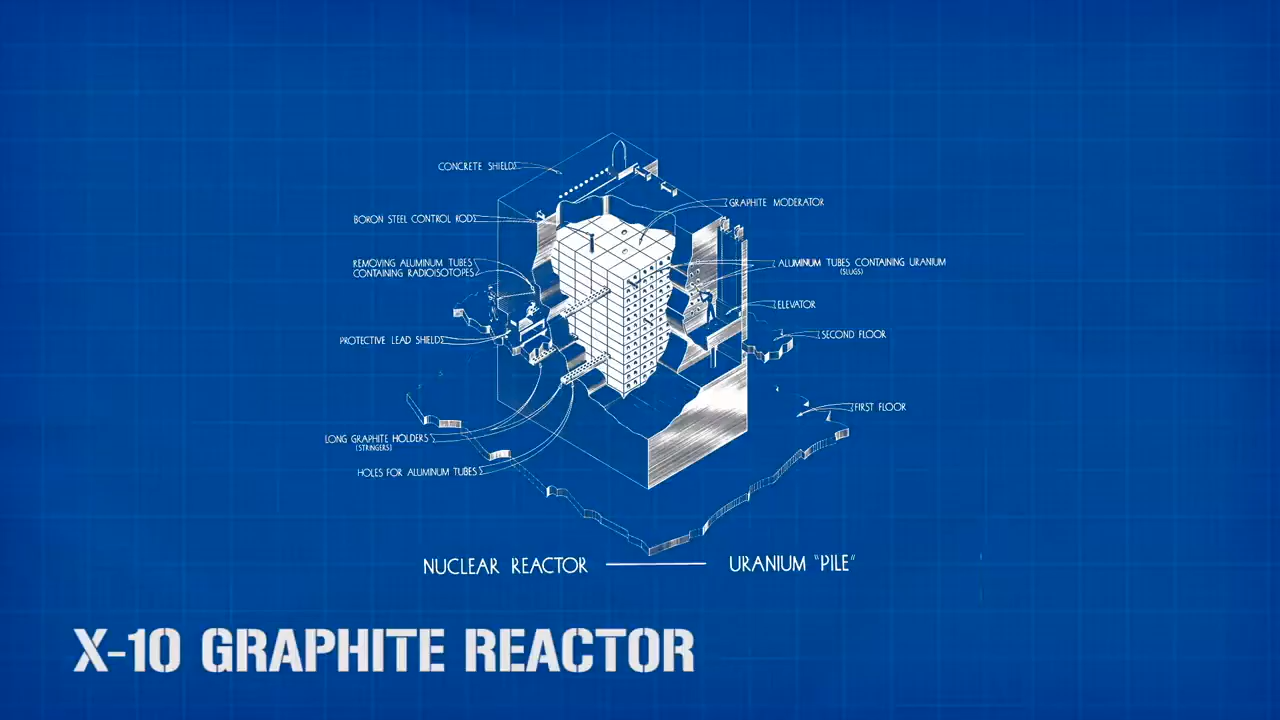 CONCRETE SHIELD
GRAPHITE MODERATOR
BORON STEEL CONTROL ROD
REMOVING ALUMINUM TUBES
CONTAINING RADIOISOTOPES
ALUMINUM TUBES CONTAINING URANIUM
(SLUGS)
ELEVATOR
PROTECTIVE LEAD SHIELD
SECOND FLOOR
FIRST FLOOR
LONG GRAPHITE HOLDERS
(STRINGERS)
HOLES FOR ALUMINUM TUBES
NUCLEAR REACTOR — URANIUM "PILE"
X-10 GRAPHITE REACTOR